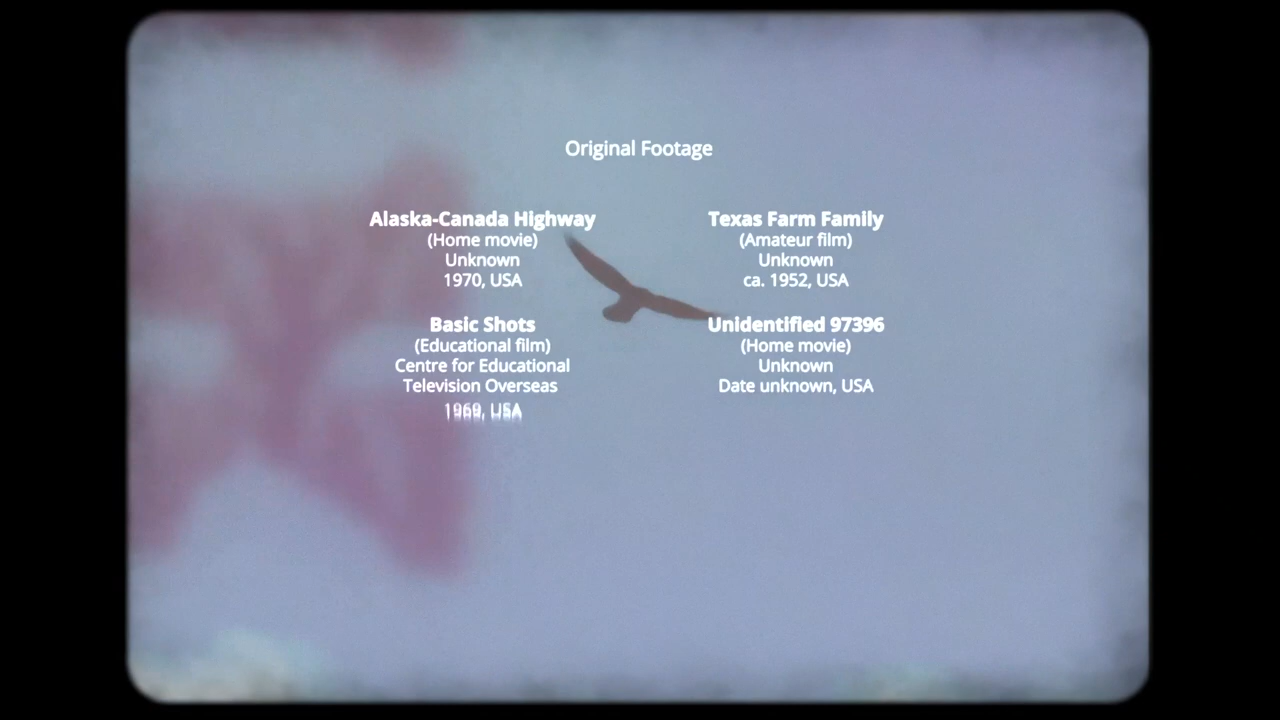 Original Footage
Alaska-Canada Highway
(Home movie)
Unknown
1970, USA
Basic Shots
(Educational film)
Centre for Educational
Television Overseas
1969, USA
Texas Farm Family
(Amateur film)
Unknown
ca. 1952, USA
Unidentified 97396
(Home movie)
Unknown
Date unknown, USA